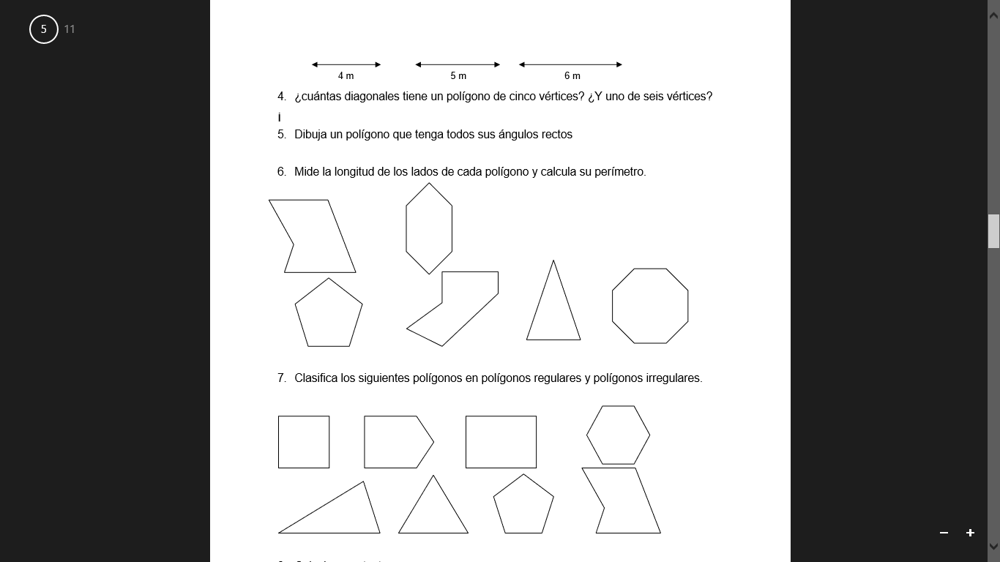 5 11
4 m 5 m 6 m
4. ¿cuántas diagonales tiene un polígono de cinco vértices? ¿Y uno de seis vértices?
i
5. Dibuja un polígono que tenga todos sus ángulos rectos
6. Mide la longitud de los lados de cada polígono y calcula su perímetro.
7. Clasifica los siguientes polígonos en polígonos regulares y polígonos irregulares.